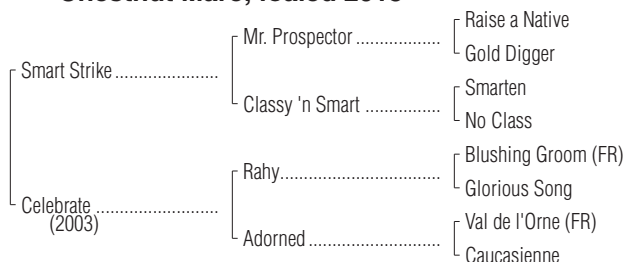 Raise a Native
Mr. Prospector ..................
Gold Digger
Smart Strike ......................
Smarten
Classy 'n Smart ................
No Class
Blushing Groom (FR)
Rahy.................................
Glorious Song
Celebrate ..........................
(2003)
Val de l'Orne (FR)
Adorned ............................
Caucasienne